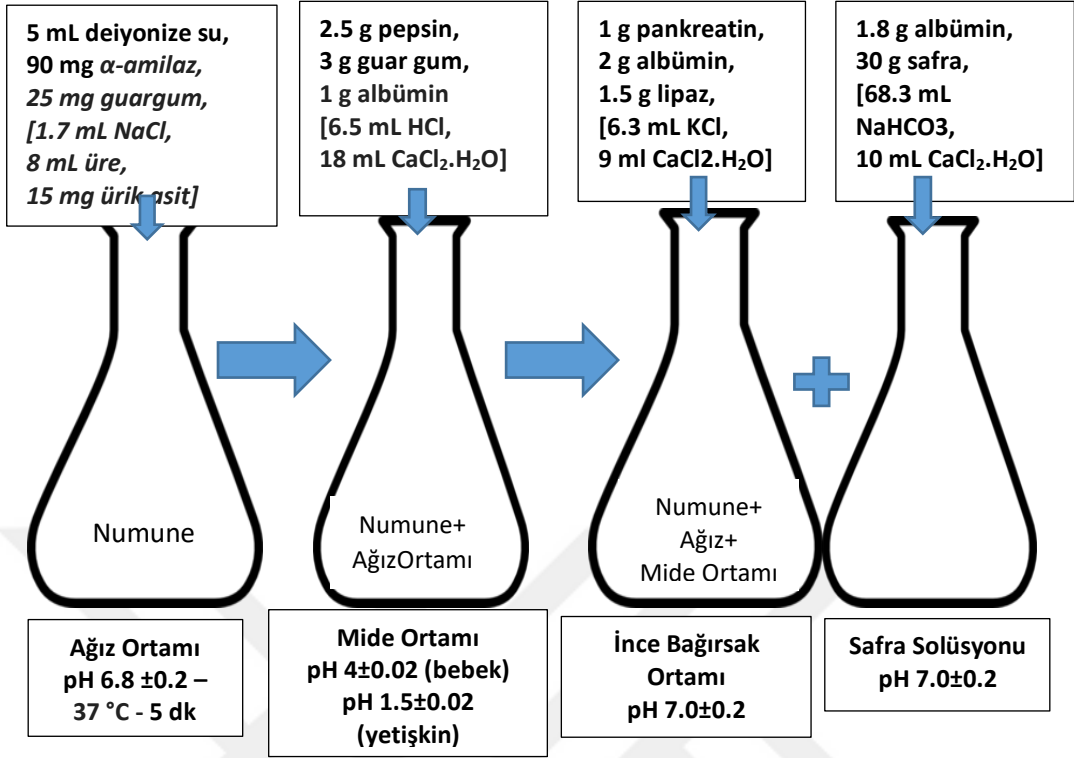 5 mL deiyonize su,
90 mg α-amilaz,
25 mg guargum,
[1.7 mL NaCl,
8 mL üre,
15 mg ürik asit]
2.5 g pepsin,
3 g guar gum,
1 g albümin
[6.5 mL HCl,
18 mL CaCl₂.H₂O]
1 g pankreatin,
2 g albümin,
1.5 g lipaz,
[6.3 mL KCl,
9 ml CaCl2.H₂O]
1.8 g albümin,
30 g safra,
[68.3 mL
NaHCO3,
10 mL CaCl₂.H₂O]
Numune
Numune+
AğızOrtamı
Numune+
Ağız+
Mide Ortamı
Ağız Ortamı
pH 6.8 ±0.2 –
37 °C - 5 dk
Mide Ortamı
pH 4±0.02 (bebek)
pH 1.5±0.02
(yetişkin)
İnce Bağırsak
Ortamı
pH 7.0±0.2
Safra Solüsyonu
pH 7.0±0.2